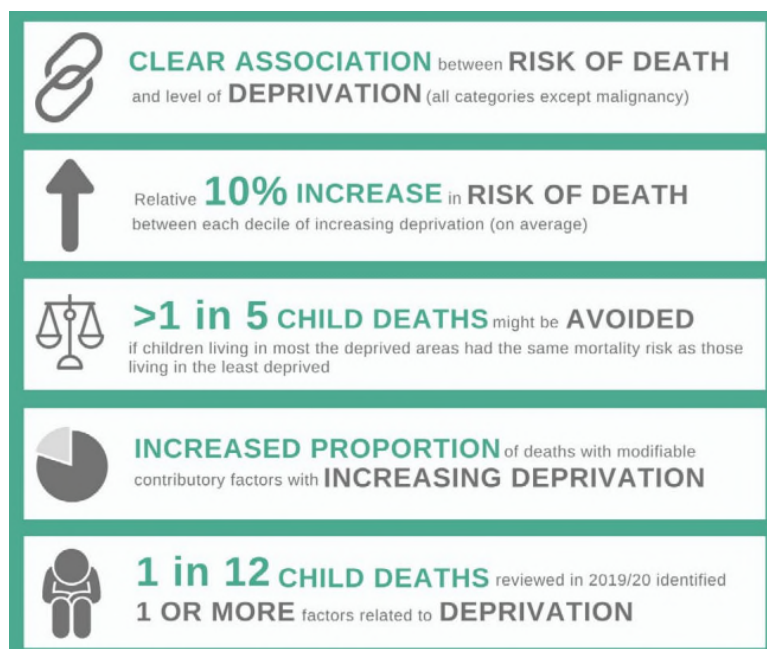 CLEAR ASSOCIATION between RISK OF DEATH
and level of DEPRIVATION (all categories except malignancy)
Relative 10% INCREASE in RISK OF DEATH
between each decile of increasing deprivation (on average)
>1 in 5 CHILD DEATHS might be AVOIDED
if children living in most the deprived areas had the same mortality risk as those
living in the least deprived
INCREASED PROPORTION of deaths with modifiable
contributory factors with INCREASING DEPRIVATION
1 in 12 CHILD DEATHS reviewed in 2019/20 identified
1 OR MORE factors related to DEPRIVATION